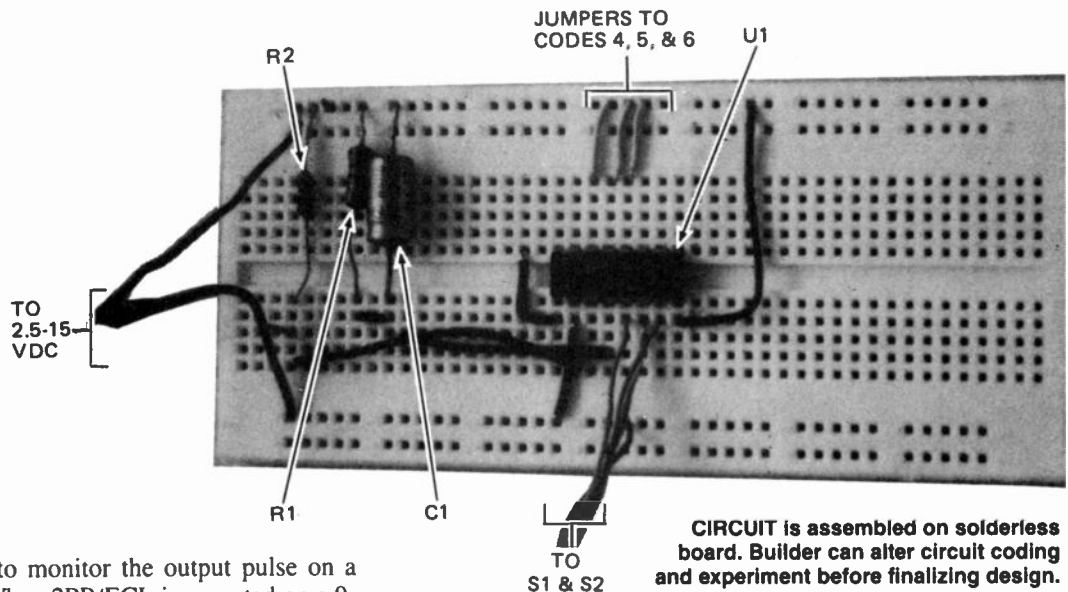 JUMPERS TO
CODES 4, 5, & 6
U1
R2
TO
2.5-15
VDC
R1
C1
TO
S1 & S2
CIRCUIT is assembled on solderless
board. Builder can alter circuit coding
and experiment before finalizing design.
to monitor the output pulse on a